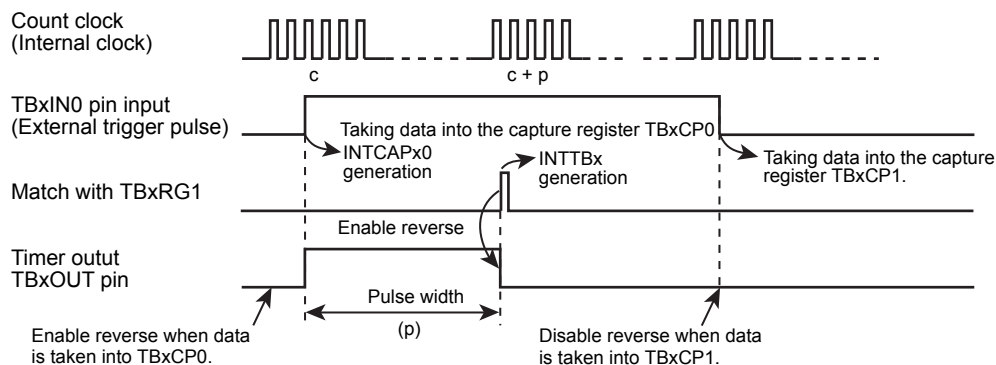 Count clock
(Internal clock)
c
c + p
TBxIN0 pin input
(External trigger pulse)
Taking data into the capture register TBxCP0
INTCAPx0
generation
INTTBx
generation
Taking data into the capture
register TBxCP1.
Match with TBxRG1
Enable reverse
Timer outut
TBxOUT pin
Pulse width
(p)
Enable reverse when data
is taken into TBxCP0.
Disable reverse when data
is taken into TBxCP1.